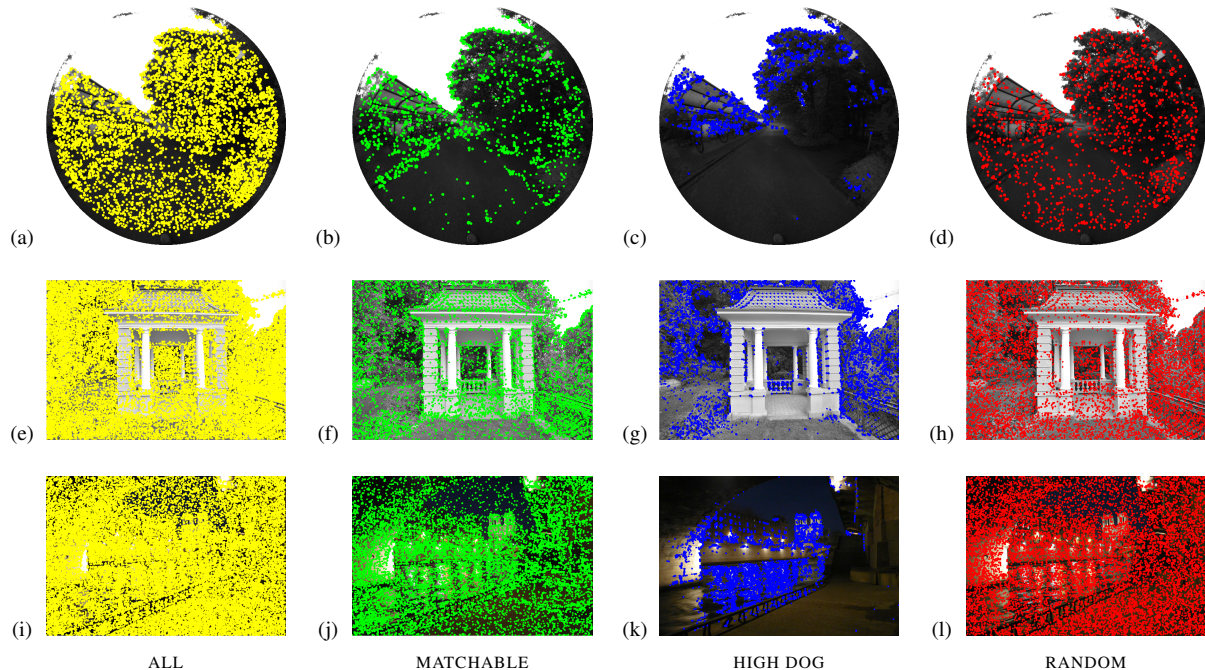 (a) (b) (c) (d)
(e) (f) (g) (h)
(i) (j) (k) (l)
ALL MATCHABLE HIGH DOG RANDOM